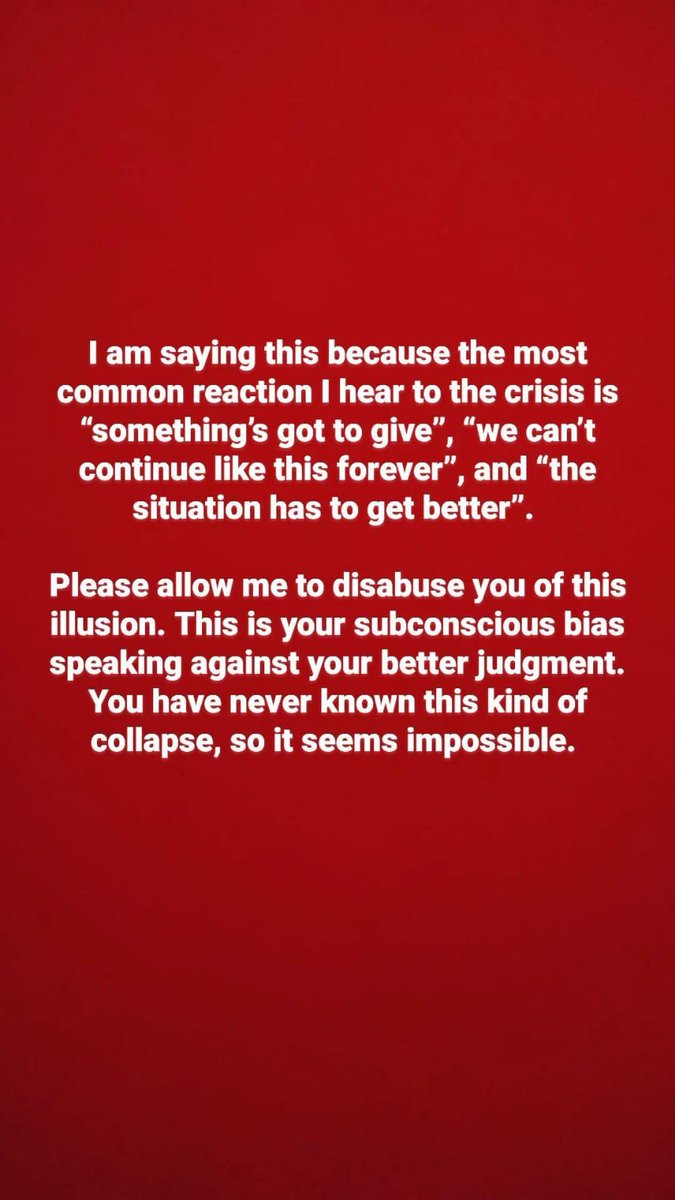 I am saying this because the most
common reaction I hear to the crisis is
“something’s got to give”, “we can’t
continue like this forever”, and “the
situation has to get better”.
Please allow me to disabuse you of this
illusion. This is your subconscious bias
speaking against your better judgment.
You have never known this kind of
collapse, so it seems impossible.